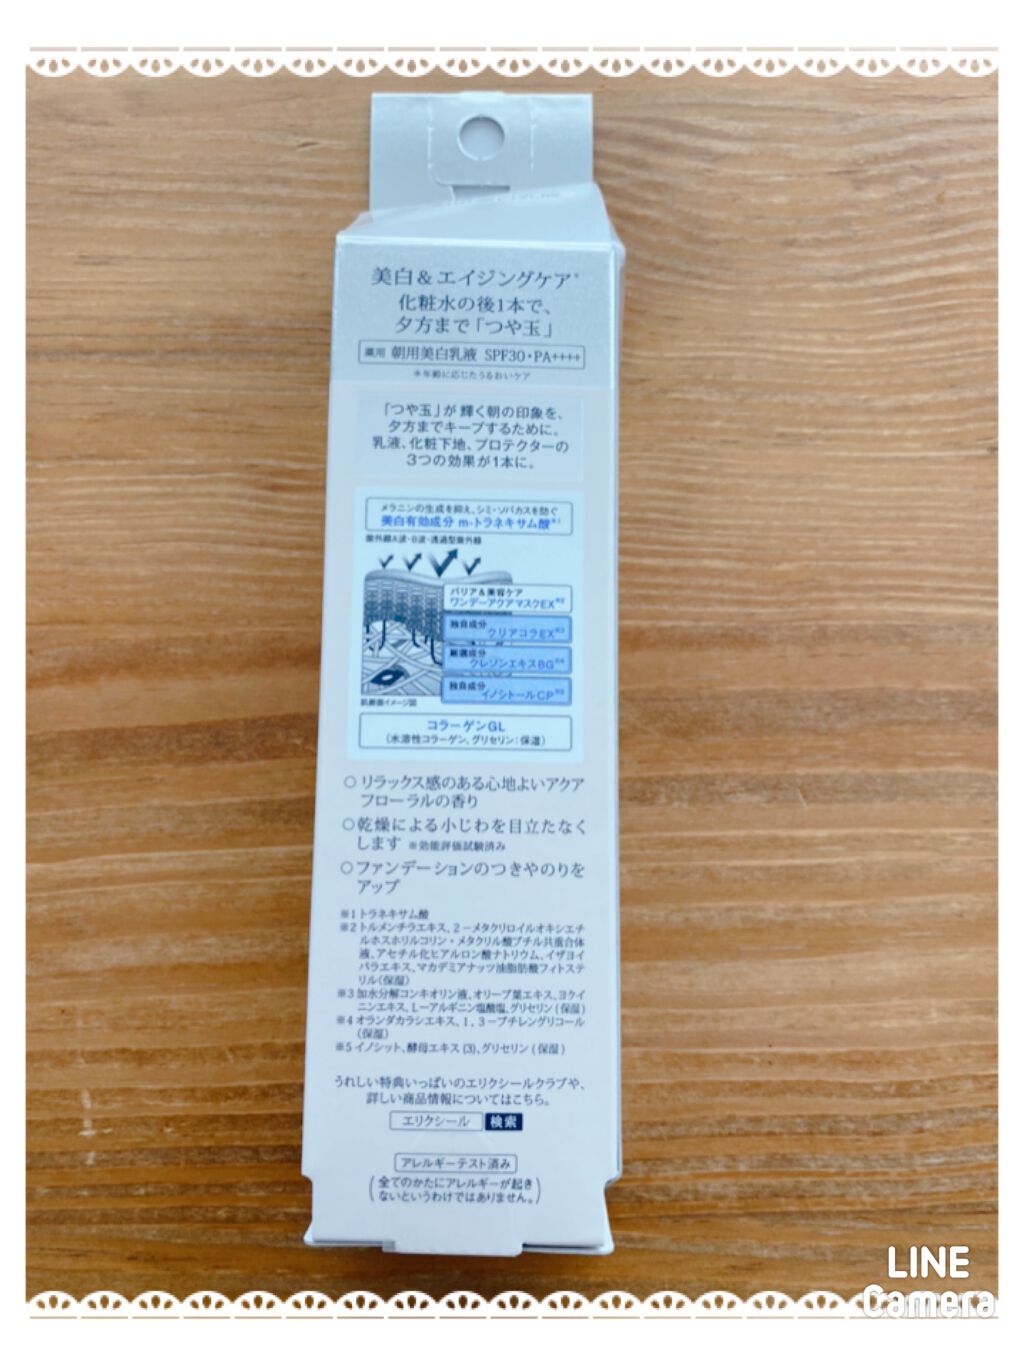 美白＆エイジングケア*
化粧水の後1本で、
夕方まで「つや玉」
薬用 朝用美白乳液 SPF30・PA++++
※年齢に応じたうるおいケア
「つや玉」が輝く朝の印象を、
夕方までキープするために。
乳液、化粧下地、プロテクターの
3つの効果が1本に。
メラニンの生成を抑え、シミ・ソバカスを防ぐ
美白有効成分 m-トラネキサム酸※1
紫外線A波・B波・透過型紫外線
バリア＆美容ケア
ワンデーアクアマスクEX※2
独自成分
クリアコラEX※3
厳選成分
クレソンエキスBG※4
独自成分
イノシトールCP※5
肌断面イメージ図
コラーゲンGL
(水溶性コラーゲン、グリセリン：保湿)
○リラックス感のある心地よいアクア
フローラルの香り
○乾燥による小じわを目立たなく
します ※効能評価試験済み
○ファンデーションのつきやのりを
アップ
※1トラネキサム酸
※2トルメンチラエキス、2－メタクリロイルオキシエチ
ルホスホリルコリン・メタクリル酸ブチル共重合体
液、アセチル化ヒアルロン酸ナトリウム、イザヨイ
バラエキス、マカデミアナッツ油脂肪酸フィトステ
リル(保湿)
※3加水分解コンキオリン液、オリーブ葉エキス、ヨクイ
ニンエキス、L－アルギニン塩酸塩、グリセリン(保湿)
※4オランダカラシエキス、1,3－ブチレングリコール
(保湿)
※5イノシット、酵母エキス(3)、グリセリン(保湿)
うれしい特典いっぱいのエリクシールクラブや、
詳しい商品情報についてはこちら。
エリクシール 検索
アレルギーテスト済み
(全てのかたにアレルギーが起き
ないというわけではありません。)
LINE
Camera